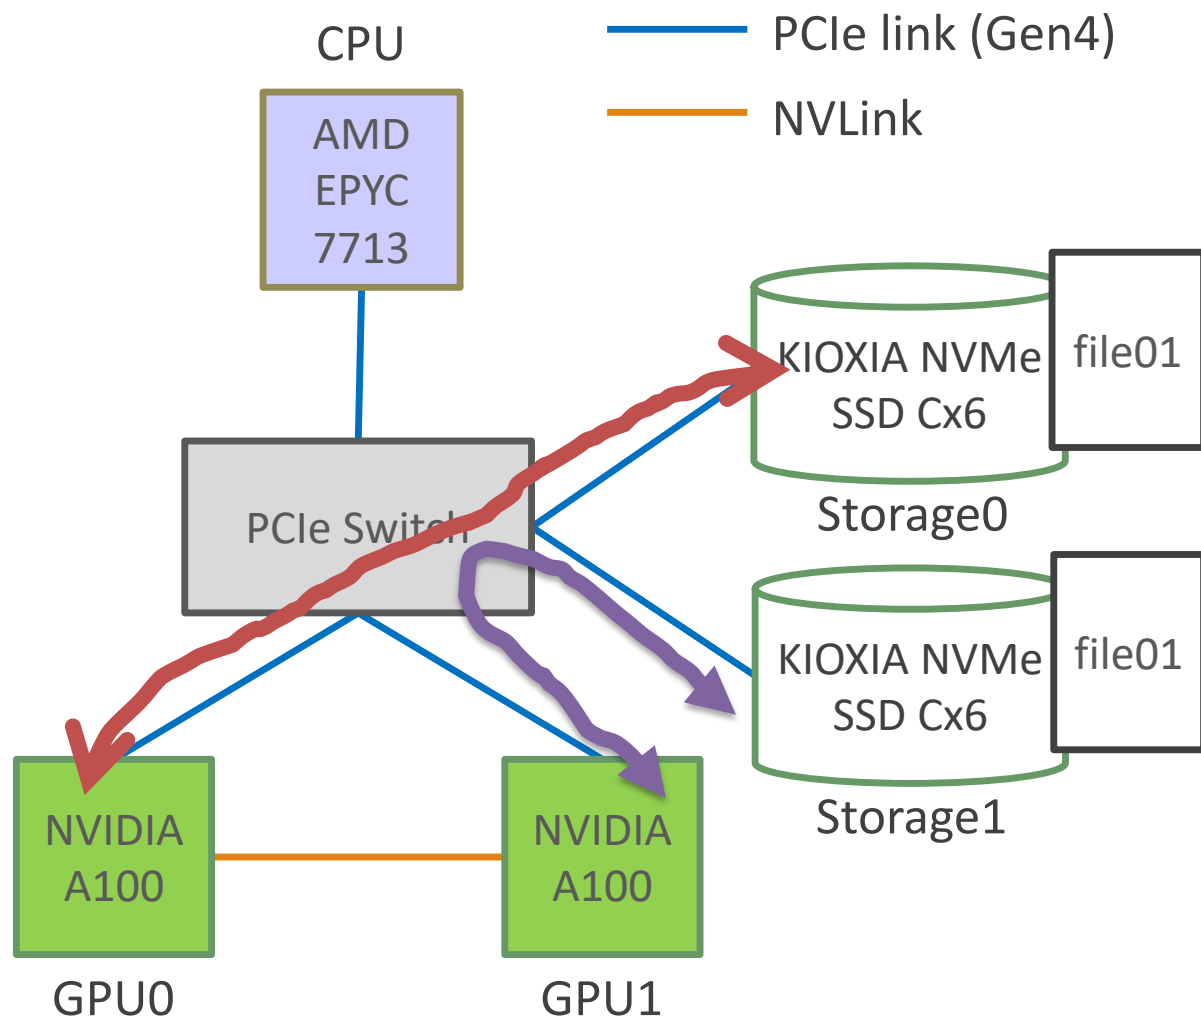 CPU
PCIe link (Gen4)
NVLink
AMD
EPYC
7713
KIOXIA NVMe
SSD Cx6
file01
Storage0
PCIe Switch
KIOXIA NVMe
SSD Cx6
file01
Storage1
NVIDIA
A100
NVIDIA
A100
GPU0
GPU1